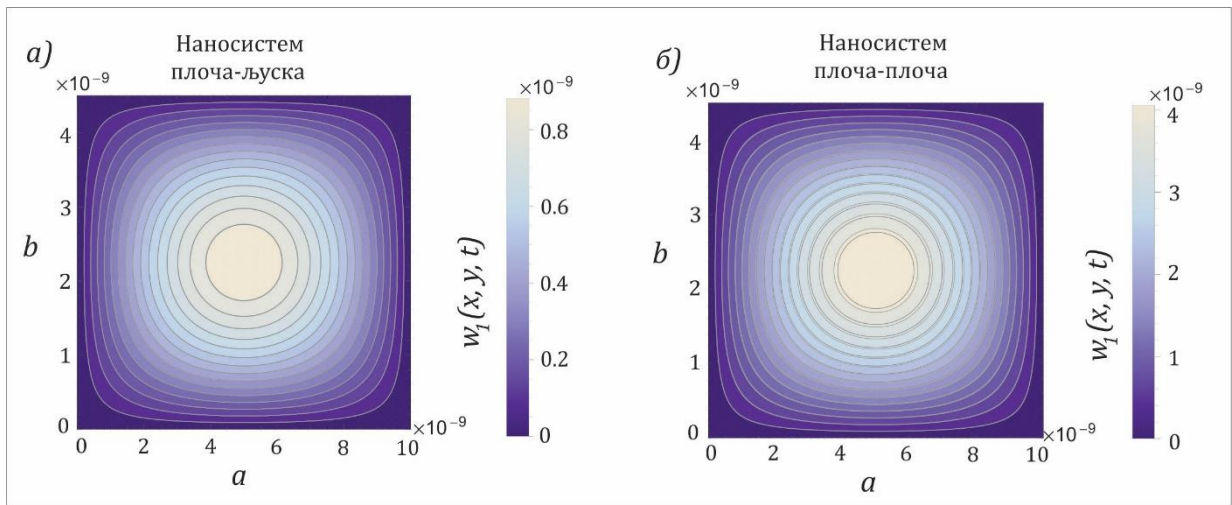 а)
Наносистем
плоча-љуска
×10⁻⁹
4
3
2
1
0
b
0 2 4 6 8 10
×10⁻⁹
a
×10⁻⁹
0.8
0.6
0.4
0.2
0
w₁(x, y, t)
б)
Наносистем
плоча-плоча
×10⁻⁹
4
3
2
1
0
b
0 2 4 6 8 10
×10⁻⁹
a
×10⁻⁹
4
3
2
1
0
w₁(x, y, t)